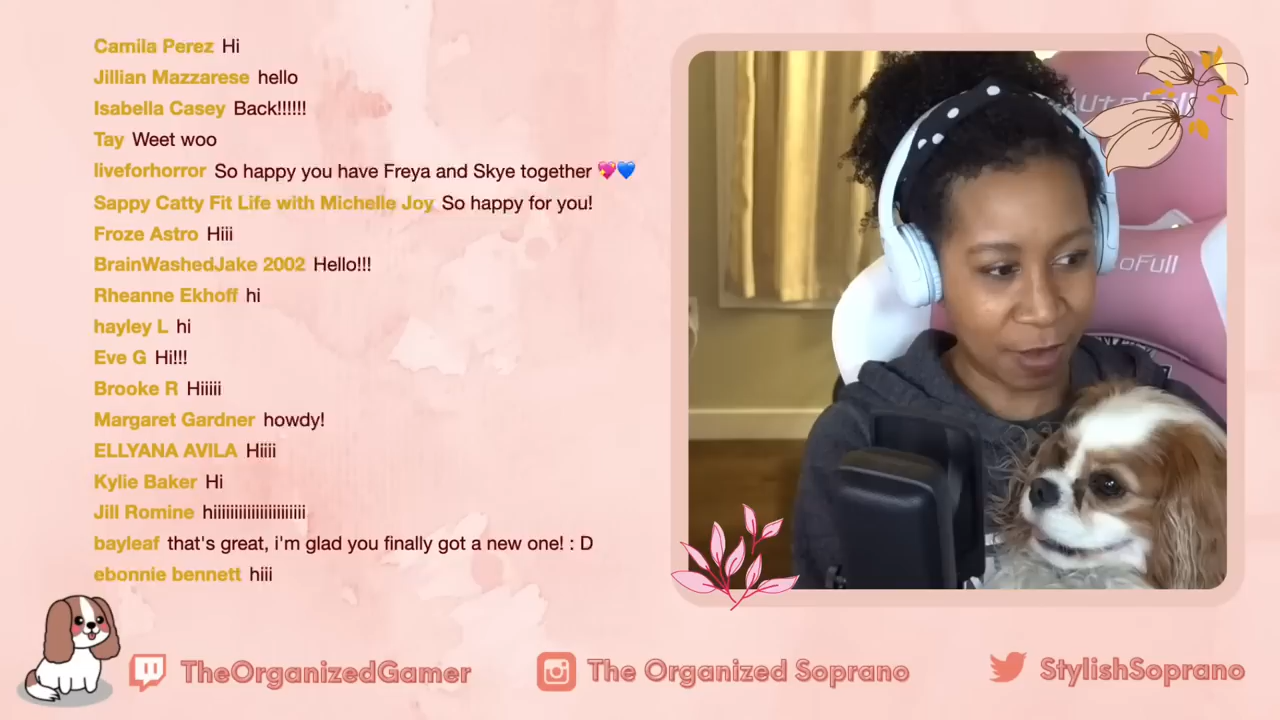 Camila Perez Hi
Jillian Mazzarese hello
Isabella Casey Back!!!!!!
Tay Weet woo
liveforhorror So happy you have Freya and Skye together 💖💙
Sappy Catty Fit Life with Michelle Joy So happy for you!
Froze Astro Hiii
BrainWashedJake 2002 Hello!!!
Rheanne Ekhoff hi
hayley L hi
Eve G Hi!!!
Brooke R Hiiiii
Margaret Gardner howdy!
ELLYANA AVILA Hiiii
Kylie Baker Hi
Jill Romine hiiiiiiiiiiiiiiiiiiiiii
bayleaf that's great, i'm glad you finally got a new one! : D
ebonnie bennett hiii
AutoFull
oFull
TheOrganizedGamer
The Organized Soprano
StylishSoprano